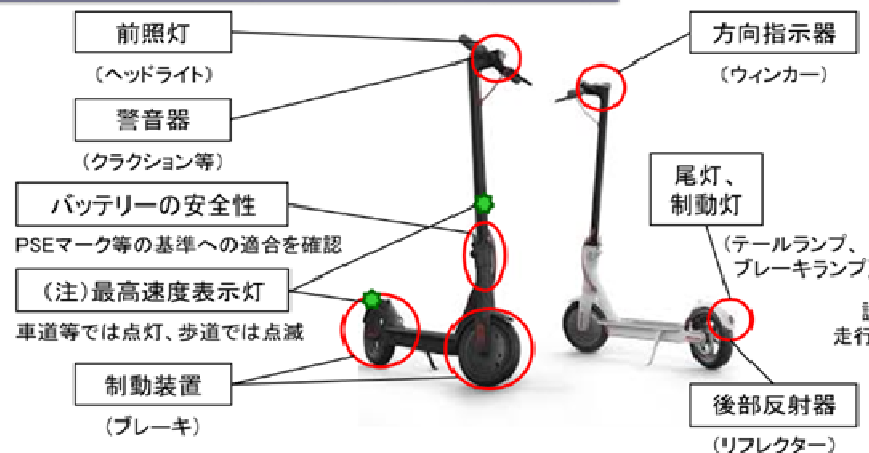 前照灯
(ヘッドライト)
警音器
(クラクション等)
バッテリーの安全性
PSEマーク等の基準への適合を確認
(注)最高速度表示灯
車道等では点灯、歩道では点滅
制動装置
(ブレーキ)
方向指示器
(ウィンカー)
尾灯、
制動灯
(テールランプ、
ブレーキランプ)
走行
後部反射器
(リフレクター)